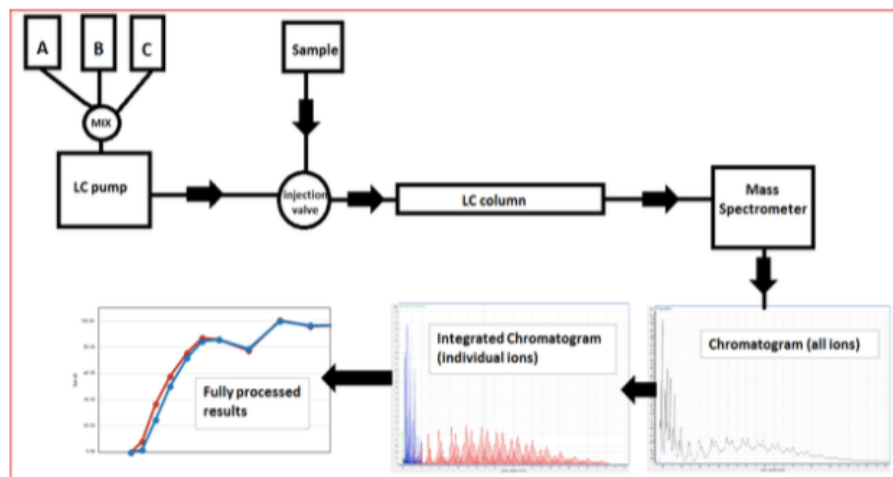 A
B
C
Sample
MIX
LC pump
injection
valve
LC column
Mass
Spectrometer
Integrated Chromatogram
(individual ions)
Chromatogram (all ions)
Fully processed
results